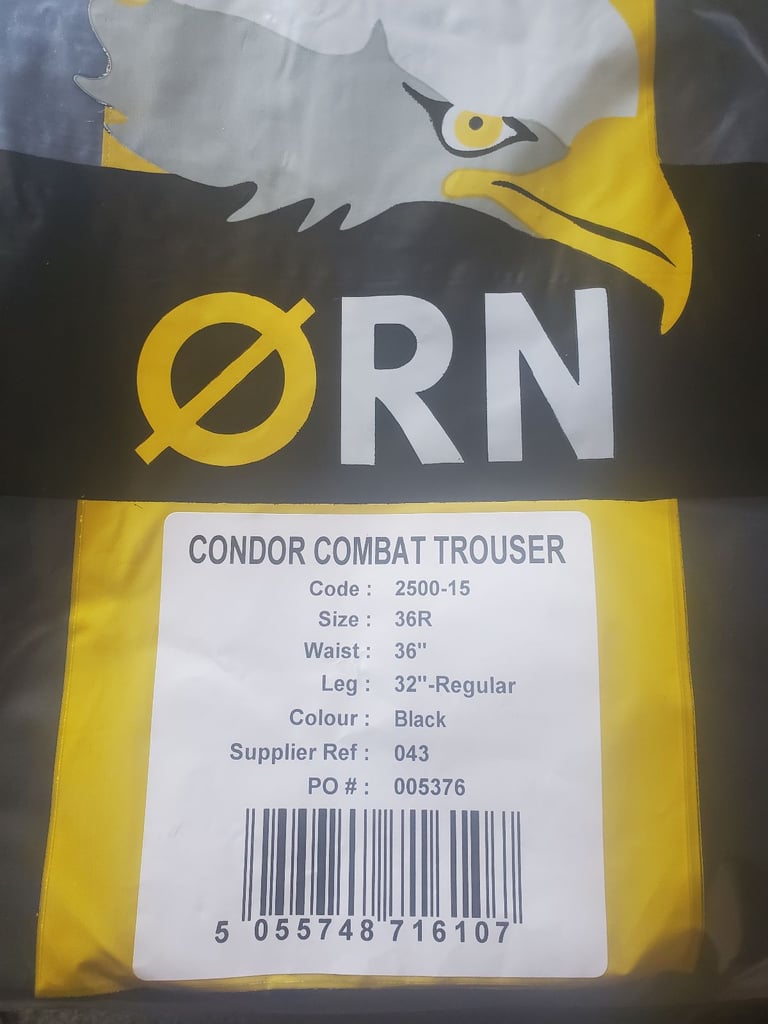 ØRN
CONDOR COMBAT TROUSER
Code : 2500-15
Size : 36R
Waist : 36"
Leg : 32"-Regular
Colour : Black
Supplier Ref : 043
PO # : 005376
5 055748 716107